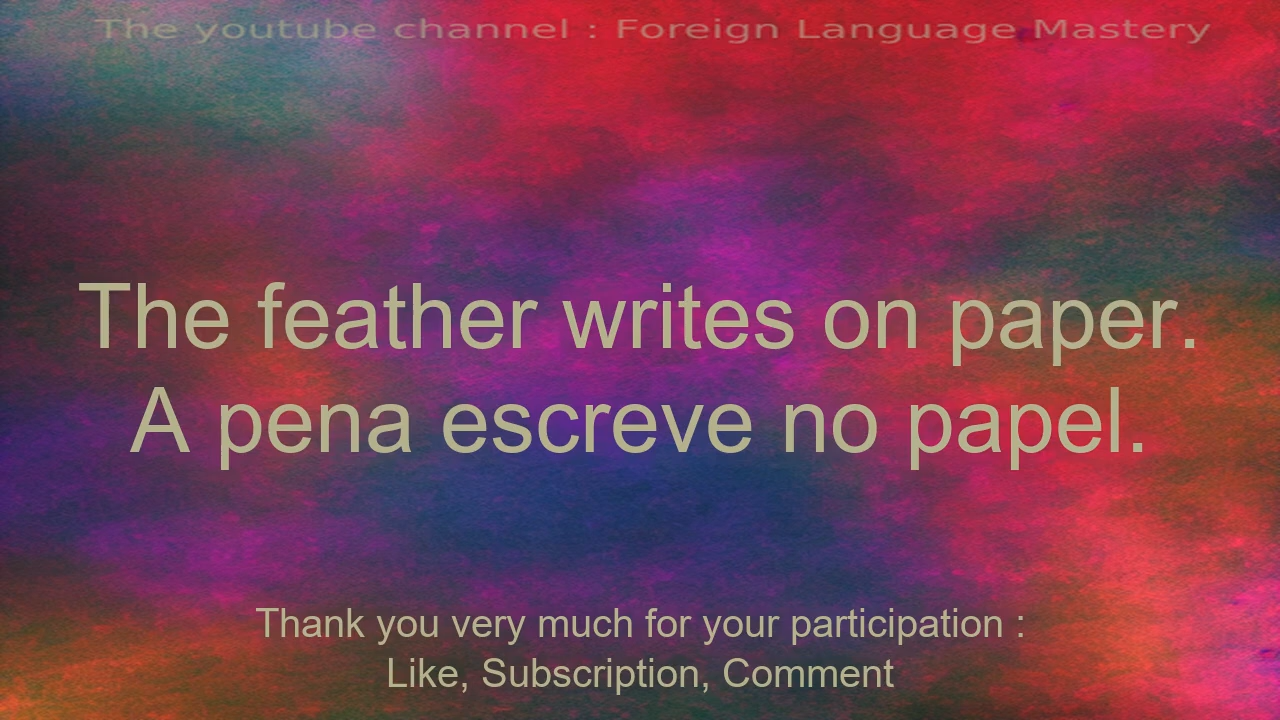 The youtube channel : Foreign Language Mastery
The feather writes on paper.
A pena escreve no papel.
Thank you very much for your participation :
Like, Subscription, Comment